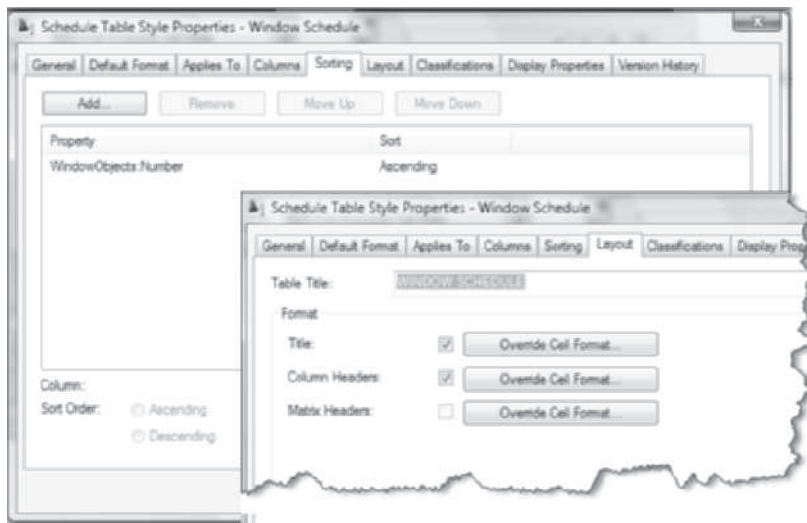 Schedule Table Style Properties - Window Schedule
General Default Format Applies To Columns Sorting Layout Classifications Display Properties Version History
Add... Remove Move Up Move Down
Property Sort
WindowObjects:Number Ascending
Column:
Sort Order: Ascending
Descending
Schedule Table Style Properties - Window Schedule
General Default Format Applies To Columns Sorting Layout Classifications Display Prop
Table Title: WINDOW SCHEDULE
Format
Title: Override Cell Format...
Column Headers: Override Cell Format...
Matrix Headers: Override Cell Format...